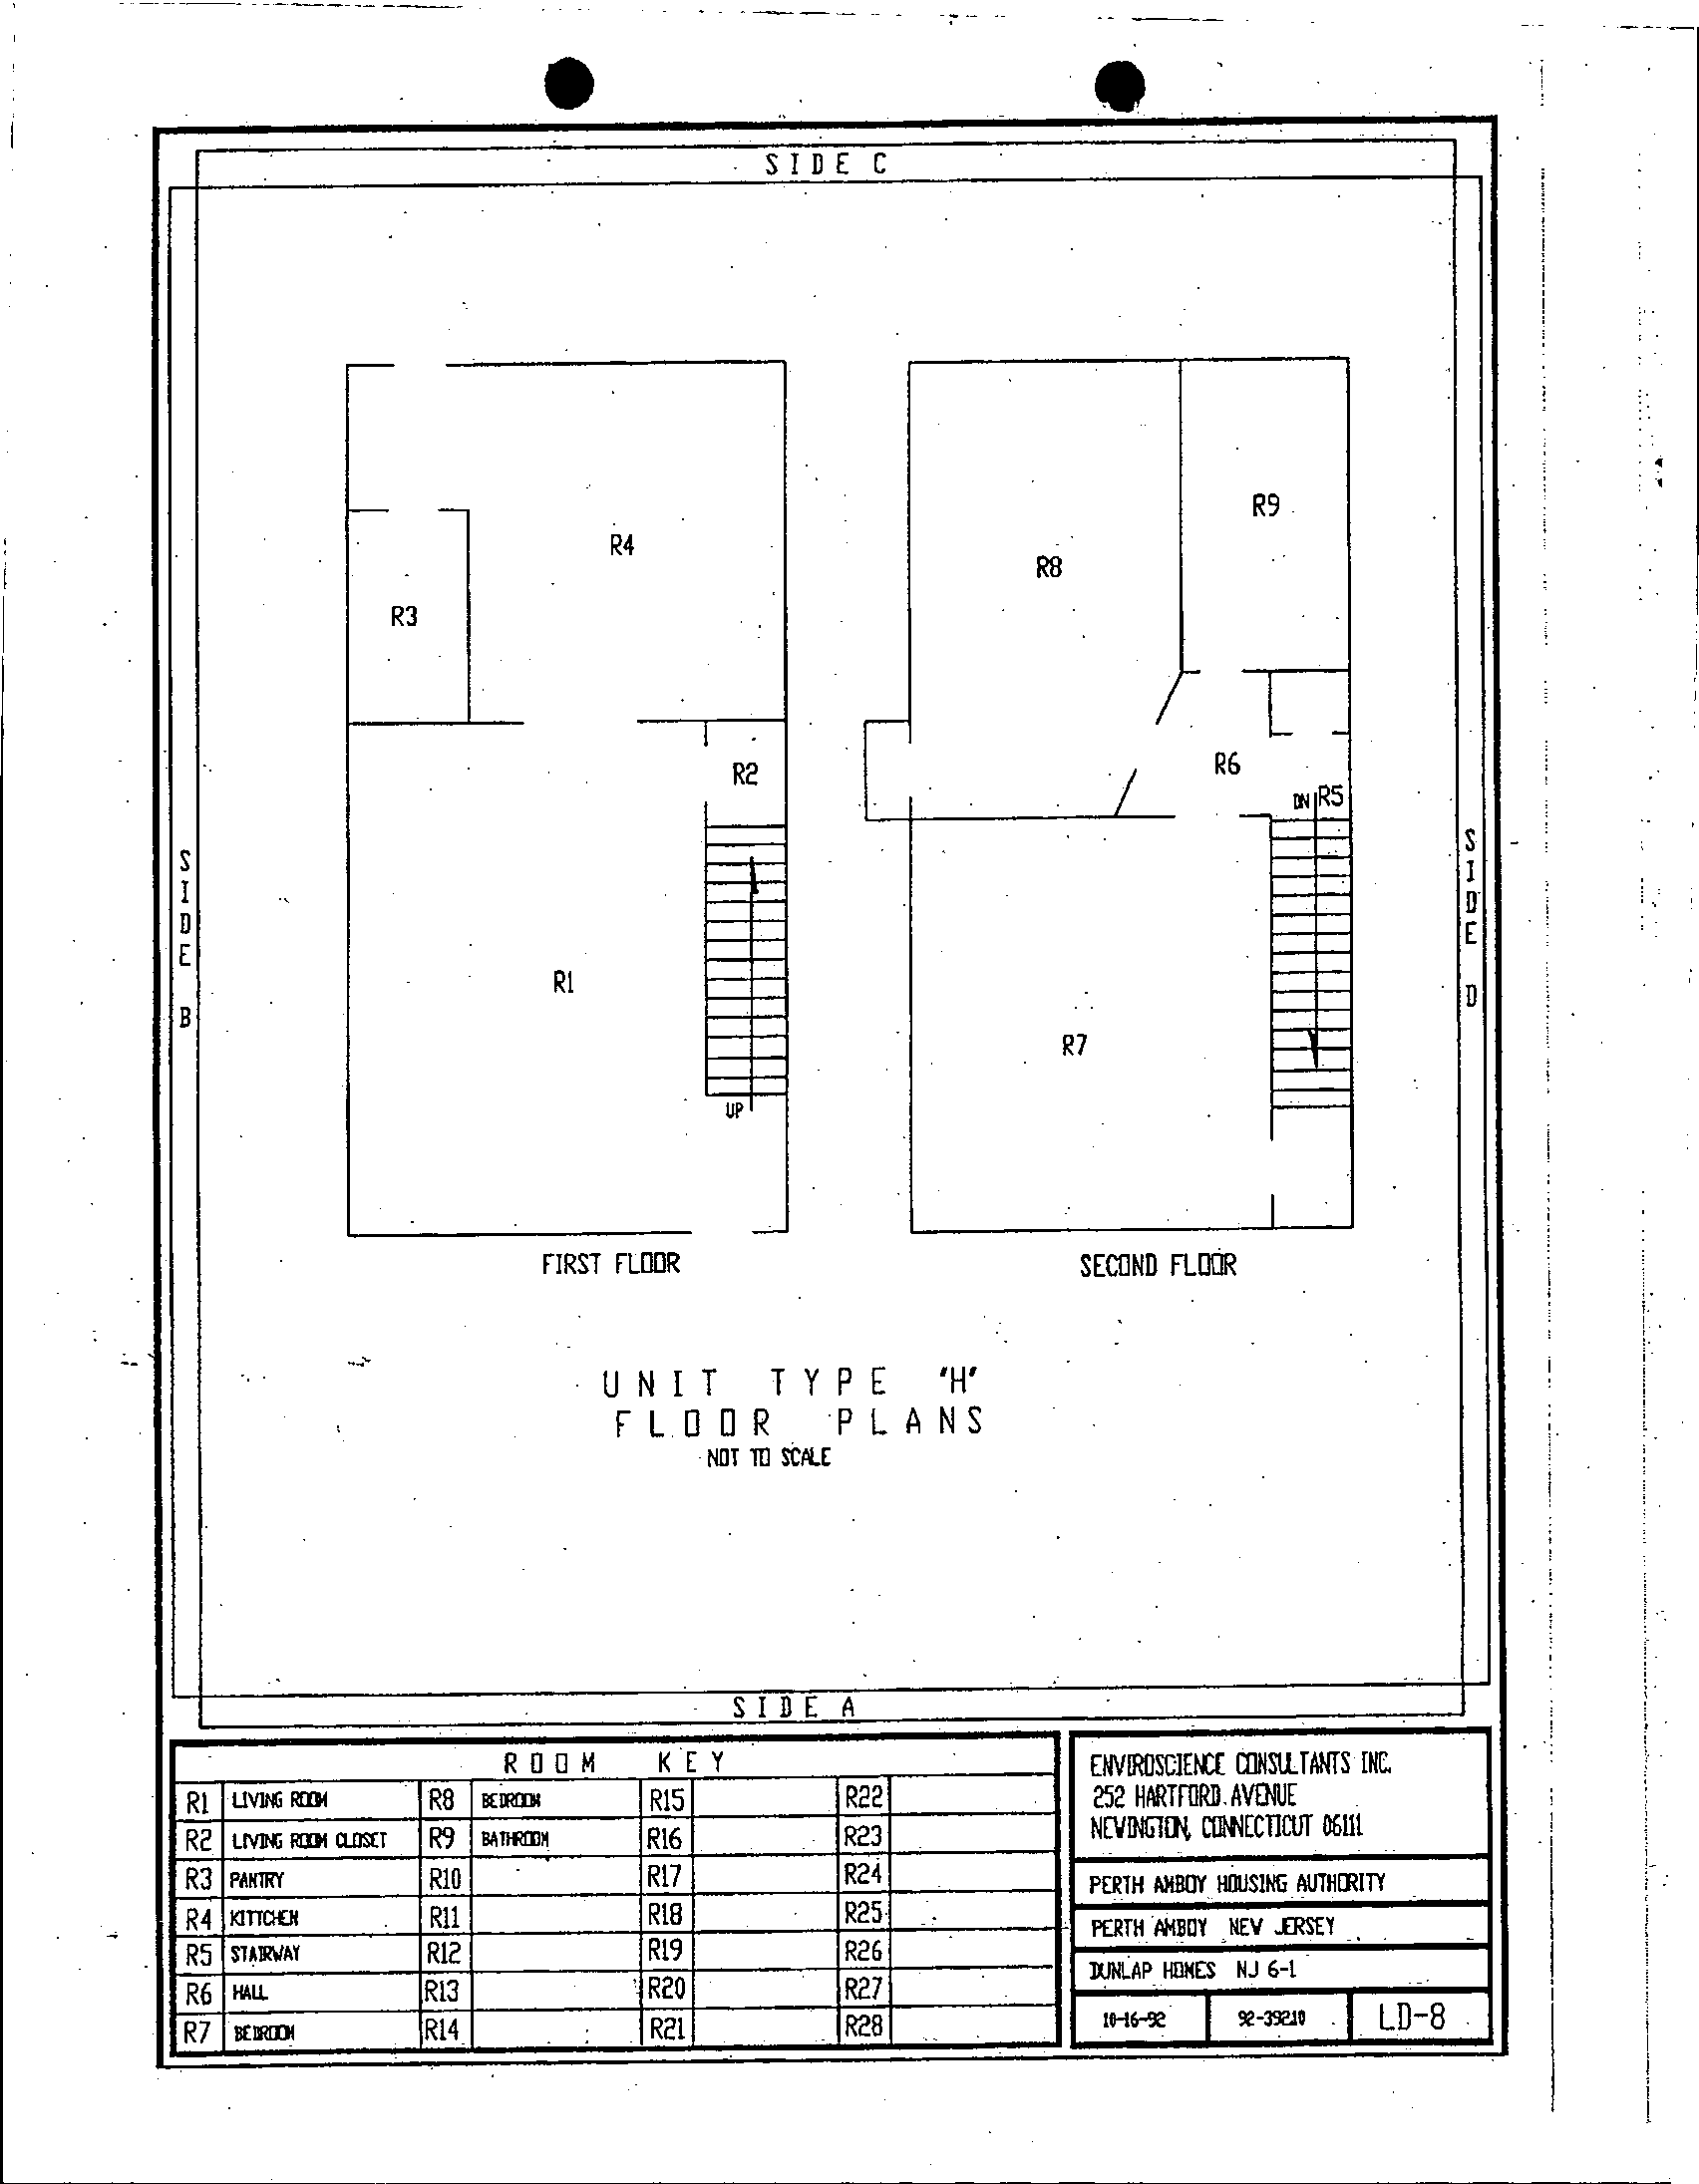 SIDE C
R4
R3
R2
R1
UP
R9
R8
R6
DN R5
R7
SIDE B
SIDE D
FIRST FLOOR
SECOND FLOOR
UNIT TYPE "H"
FLOOR PLANS
NOT TO SCALE
SIDE A
ROOM KEY
R1 LIVING ROOM R8 BEDROOM R15 R22
R2 LIVING ROOM CLOSET R9 BATHROOM R16 R23
R3 PANTRY R10 R17 R24
R4 KITTCHEN R11 R18 R25
R5 STAIRWAY R12 R19 R26
R6 HALL R13 R20 R27
R7 BEDROOM R14 R21 R28
ENVIROSCIENCE CONSULTANTS INC.
252 HARTFORD AVENUE
NEWINGTON, CONNECTICUT 06111
PERTH AMBOY HOUSING AUTHORITY
PERTH AMBOY NEW JERSEY
DUNLAP HOMES NJ 6-1
10-16-92 92-392.10 LD-8